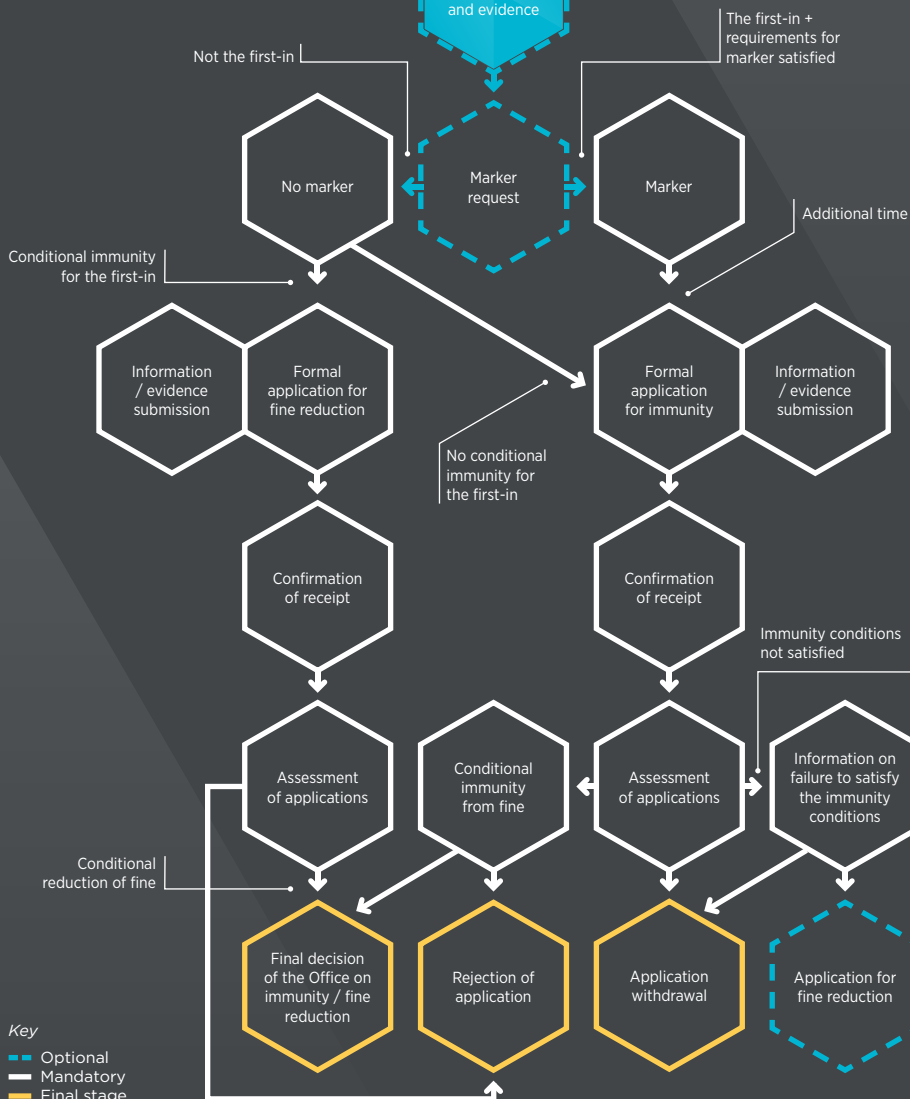 and evidence
The first-in +
requirements for
marker satisfied
Not the first-in
No marker
Marker
request
Marker
Additional time
Conditional immunity
for the first-in
Information
/ evidence
submission
Formal
application for
fine reduction
Formal
application
for immunity
Information
/ evidence
submission
No conditional
immunity for
the first-in
Confirmation
of receipt
Confirmation
of receipt
Immunity conditions
not satisfied
Assessment
of applications
Conditional
immunity
from fine
Assessment
of applications
Information on
failure to satisfy
the immunity
conditions
Conditional
reduction of fine
Final decision
of the Office on
immunity / fine
reduction
Rejection of
application
Application
withdrawal
Application for
fine reduction
Key
Optional
Mandatory
Final stage